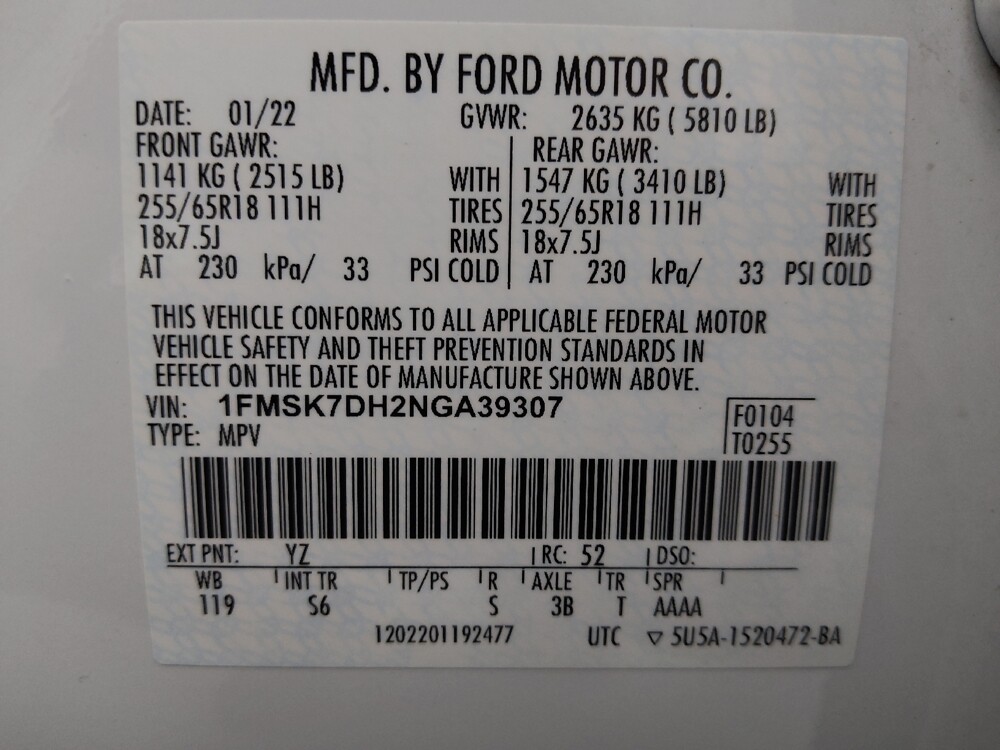 MFD. BY FORD MOTOR CO.
DATE: 01/22 GVWR: 2635 KG ( 5810 LB)
FRONT GAWR: REAR GAWR:
1141 KG ( 2515 LB) WITH 1547 KG ( 3410 LB) WITH
255/65R18 111H TIRES 255/65R18 111H TIRES
18x7.5J RIMS 18x7.5J RIMS
AT 230 kPa/ 33 PSI COLD AT 230 kPa/ 33 PSI COLD
THIS VEHICLE CONFORMS TO ALL APPLICABLE FEDERAL MOTOR
VEHICLE SAFETY AND THEFT PREVENTION STANDARDS IN
EFFECT ON THE DATE OF MANUFACTURE SHOWN ABOVE.
VIN: 1FMSK7DH2NGA39307 F0104
TYPE: MPV T0255
EXT PNT: YZ RC: 52 DSO:
WB INT TR TP/PS R AXLE TR SPR
119 S6 S 3B T AAAA
1202201192477 UTC ▽ 5U5A-1520472-BA